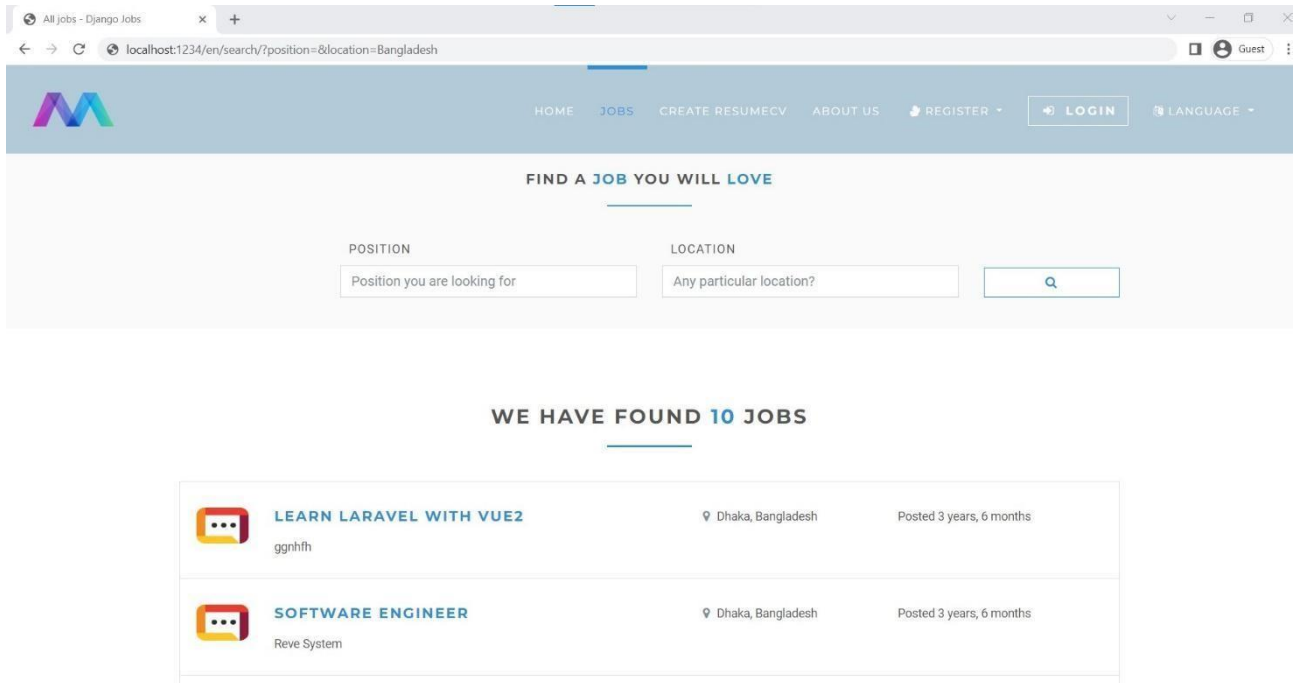 All jobs - Django Jobs
localhost:1234/en/search/?position=&location=Bangladesh
Guest
HOME JOBS CREATE RESUMECV ABOUT US REGISTER LOGIN LANGUAGE
FIND A JOB YOU WILL LOVE
POSITION LOCATION
Position you are looking for Any particular location?
WE HAVE FOUND 10 JOBS
LEARN LARAVEL WITH VUE2 Dhaka, Bangladesh Posted 3 years, 6 months
ggnhfh
SOFTWARE ENGINEER Dhaka, Bangladesh Posted 3 years, 6 months
Reve System